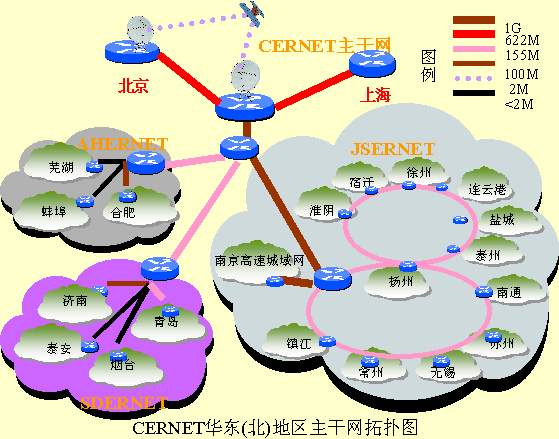 CERNET主干网
北京
上海
图例
1G
622M
155M
100M
2M
<2M
AHERNET
芜湖
蚌埠
合肥
JSERNET
宿迁
徐州
连云港
淮阴
盐城
泰州
南京高速城域网
扬州
南通
镇江
常州
无锡
苏州
济南
青岛
泰安
烟台
SDERNET
CERNET华东(北)地区主干网拓扑图